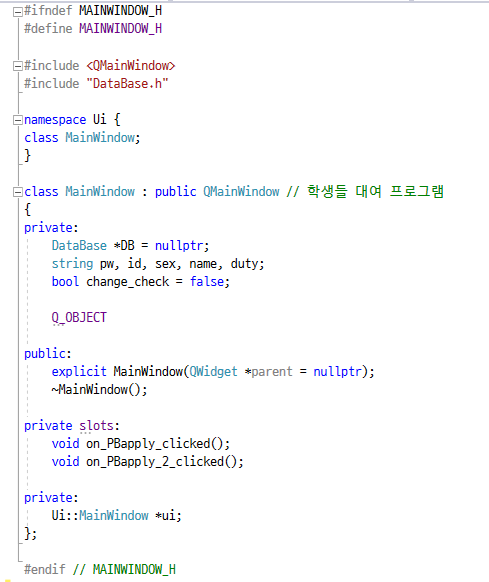 #ifndef MAINWINDOW_H
#define MAINWINDOW_H
#include <QMainWindow>
#include "DataBase.h"
namespace Ui {
class MainWindow;
}
class MainWindow : public QMainWindow // 학생들 대여 프로그램
{
private:
    DataBase *DB = nullptr;
    string pw, id, sex, name, duty;
    bool change_check = false;
    Q_OBJECT
public:
    explicit MainWindow(QWidget *parent = nullptr);
    ~MainWindow();
private slots:
    void on_PBapply_clicked();
    void on_PBapply_2_clicked();
private:
    Ui::MainWindow *ui;
};
#endif // MAINWINDOW_H